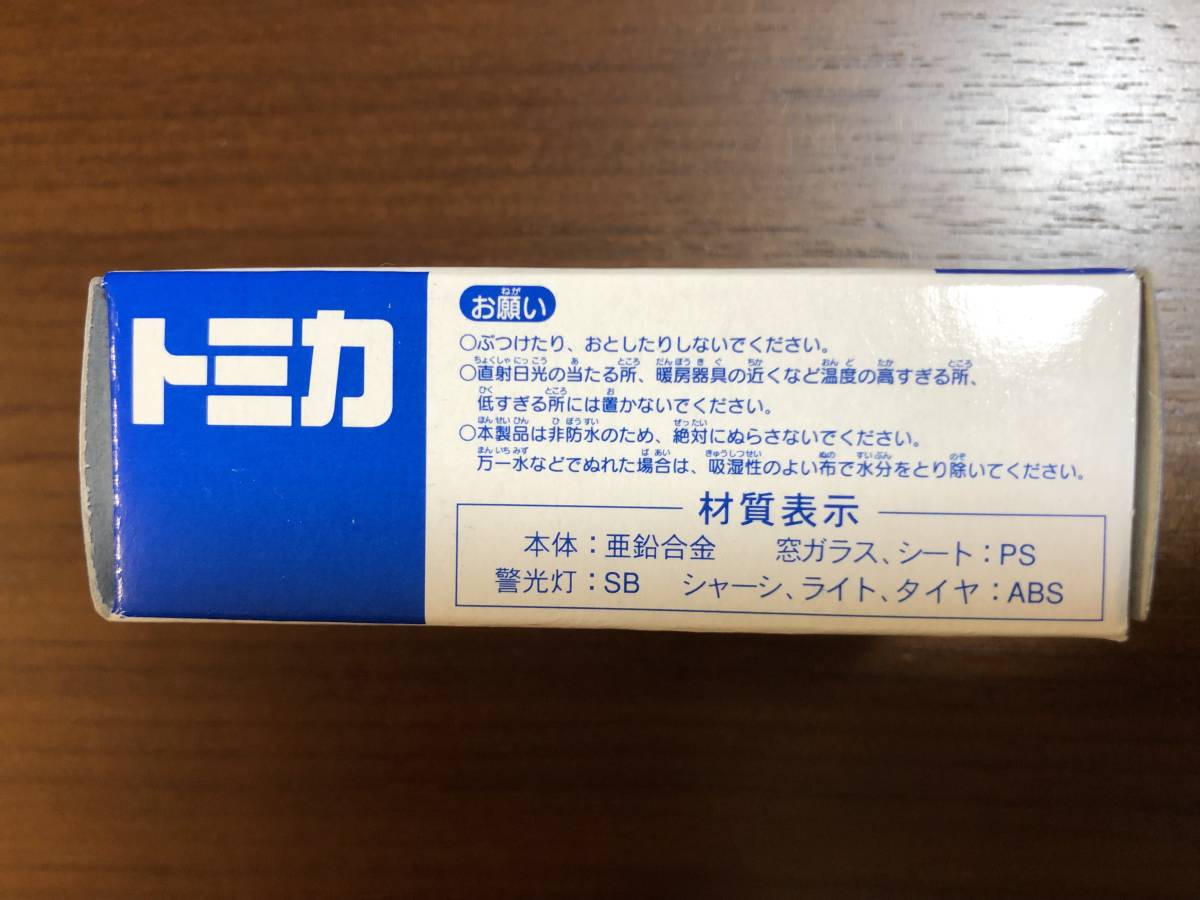 トミカ
お願い
○ぶつけたり、おとしたりしないでください。
○直射日光の当たる所、暖房器具の近くなど温度の高すぎる所、
低すぎる所には置かないでください。
○本製品は非防水のため、絶対にぬらさないでください。
万一水などでぬれた場合は、吸湿性のよい布で水分をとり除いてください。
材質表示
本体：亜鉛合金　窓ガラス、シート：PS
警光灯：SB　シャーシ、ライト、タイヤ：ABS